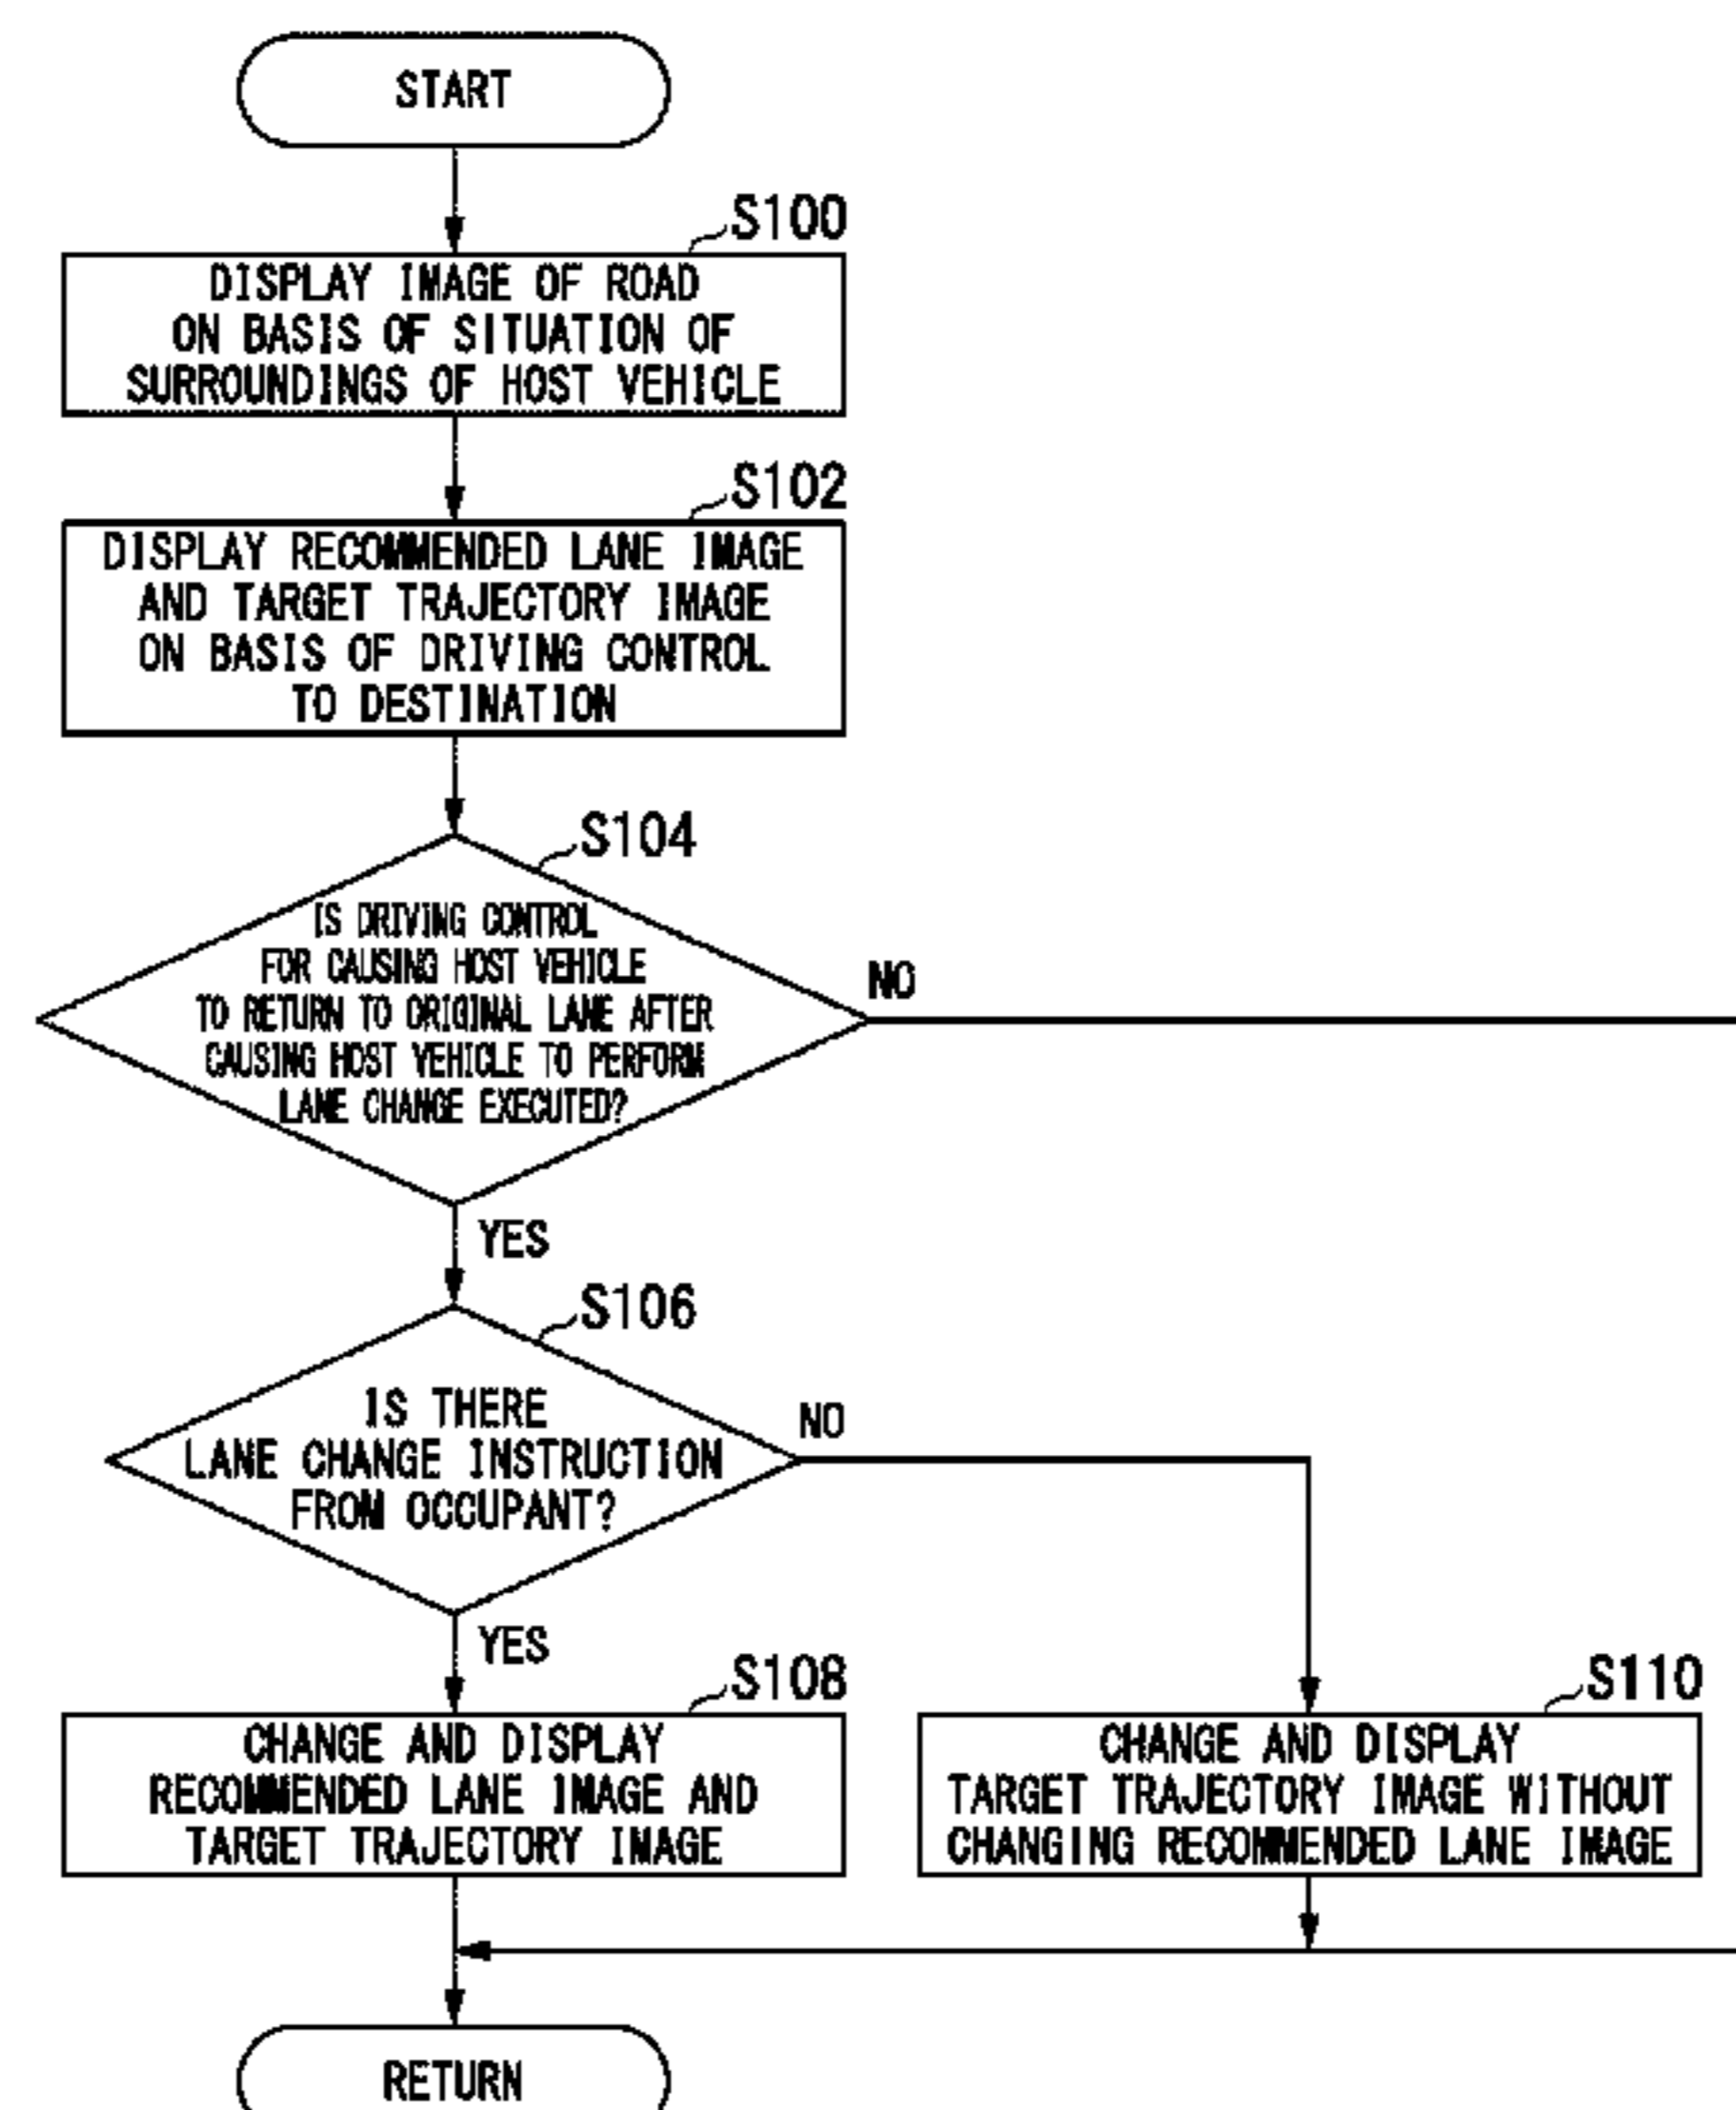 START
S100
DISPLAY IMAGE OF ROAD
ON BASIS OF SITUATION OF
SURROUNDINGS OF HOST VEHICLE
S102
DISPLAY RECOMMENDED LANE IMAGE
AND TARGET TRAJECTORY IMAGE
ON BASIS OF DRIVING CONTROL
TO DESTINATION
S104
IS DRIVING CONTROL
FOR CAUSING HOST VEHICLE
TO RETURN TO ORIGINAL LANE AFTER
CAUSING HOST VEHICLE TO PERFORM
LANE CHANGE EXECUTED?
NO
YES
S106
IS THERE
LANE CHANGE INSTRUCTION
FROM OCCUPANT?
NO
YES
S108
CHANGE AND DISPLAY
RECOMMENDED LANE IMAGE AND
TARGET TRAJECTORY IMAGE
S110
CHANGE AND DISPLAY
TARGET TRAJECTORY IMAGE WITHOUT
CHANGING RECOMMENDED LANE IMAGE
RETURN